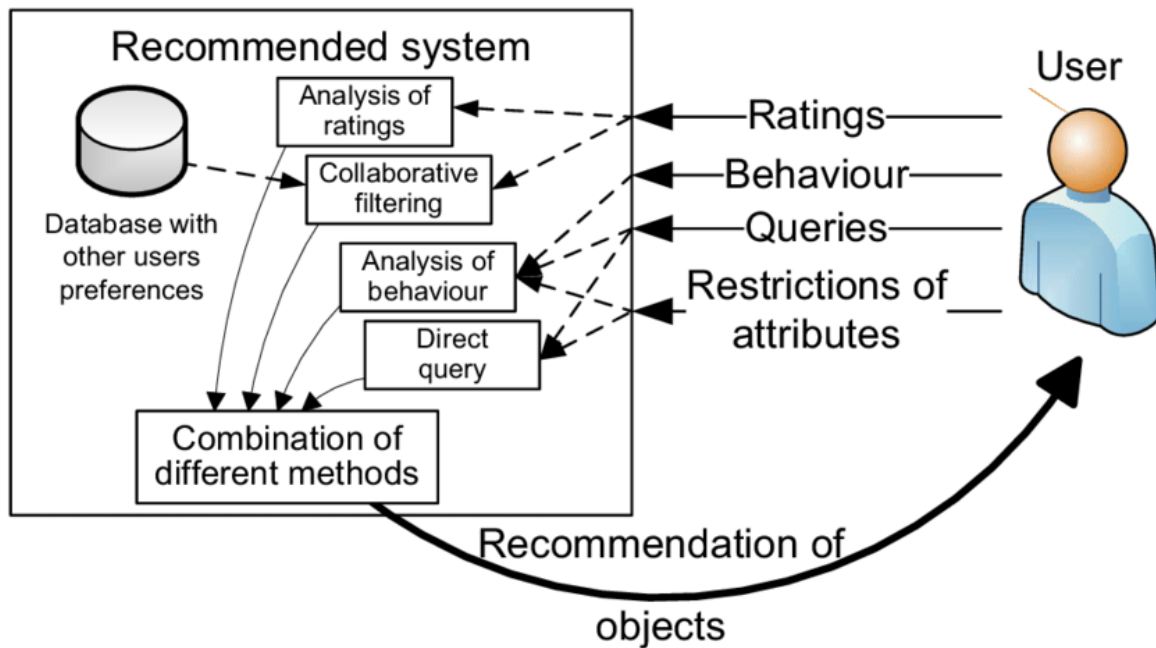 Recommended system
Analysis of
ratings
Collaborative
filtering
Database with
other users
preferences
Analysis of
behaviour
Direct
query
Combination of
different methods
User
Ratings
Behaviour
Queries
Restrictions of
attributes
Recommendation of
objects